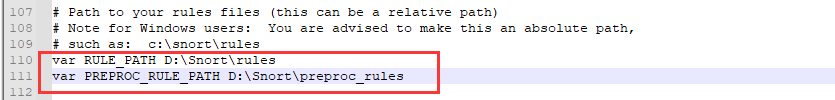 107 # Path to your rules files (this can be a relative path)
108 # Note for Windows users:  You are advised to make this an absolute path,
109 # such as:  c:\snort\rules
110 var RULE_PATH D:\Snort\rules
111 var PREPROC_RULE_PATH D:\Snort\preproc_rules
112